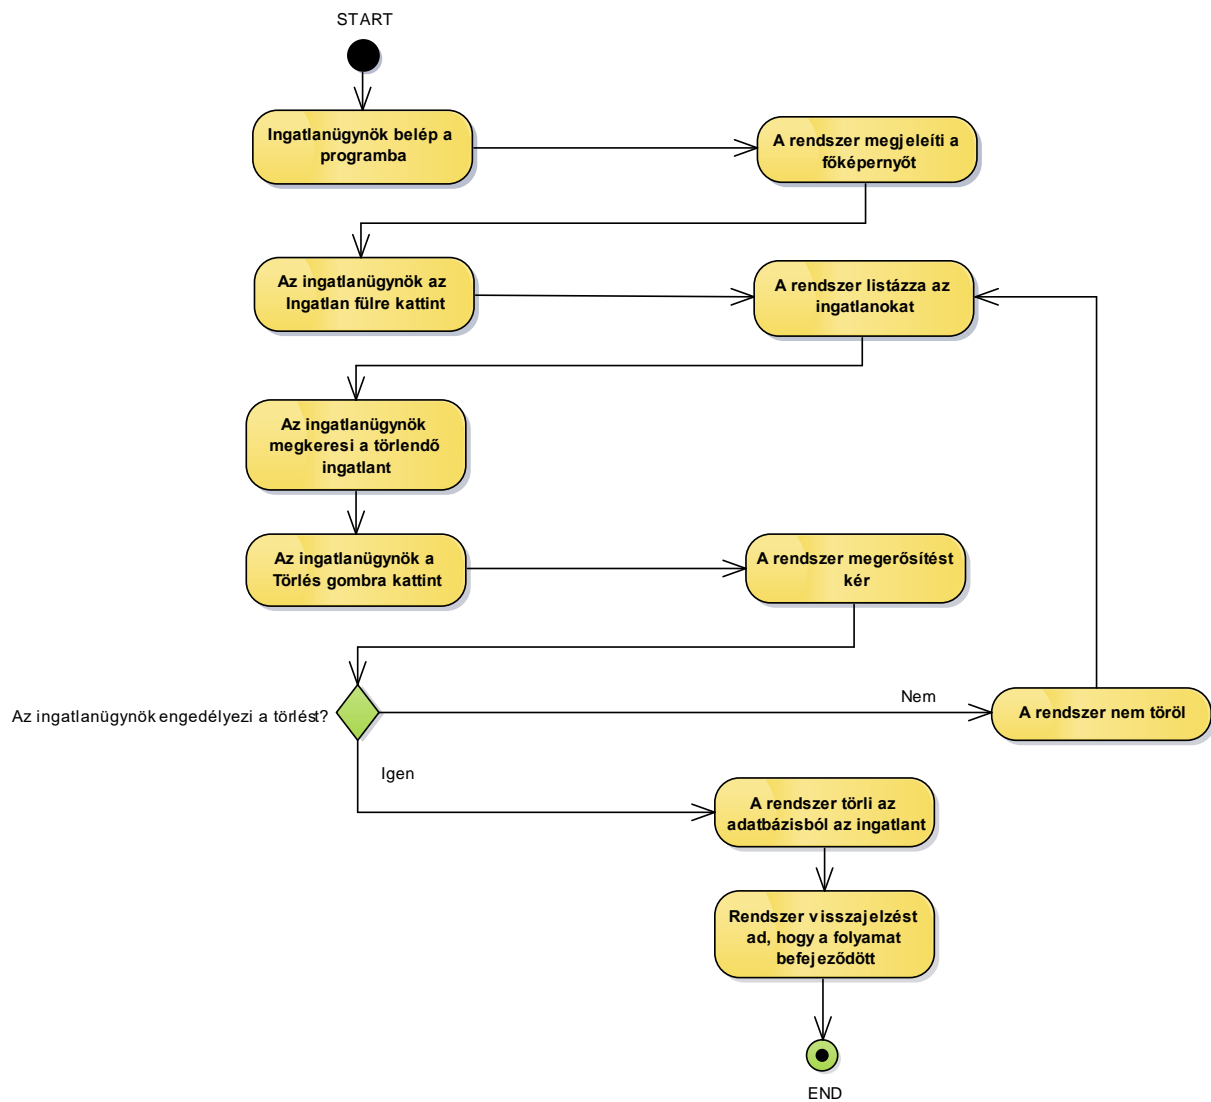 START
Ingatlanügynök belép a
programba
A rendszer megjeleíti a
főképernyőt
Az ingatlanügynök az
Ingatlan fülre kattint
A rendszer listázza az
ingatlanokat
Az ingatlanügynök
megkeresi a törlendő
ingatlant
Az ingatlanügynök a
Törlés gombra kattint
A rendszer megerősítést
kér
Az ingatlanügynök engedélyezi a törlést?
Nem
A rendszer nem töröl
Igen
A rendszer törli az
adatbázisból az ingatlant
Rendszer visszajelzést
ad, hogy a folyamat
befejeződött
END